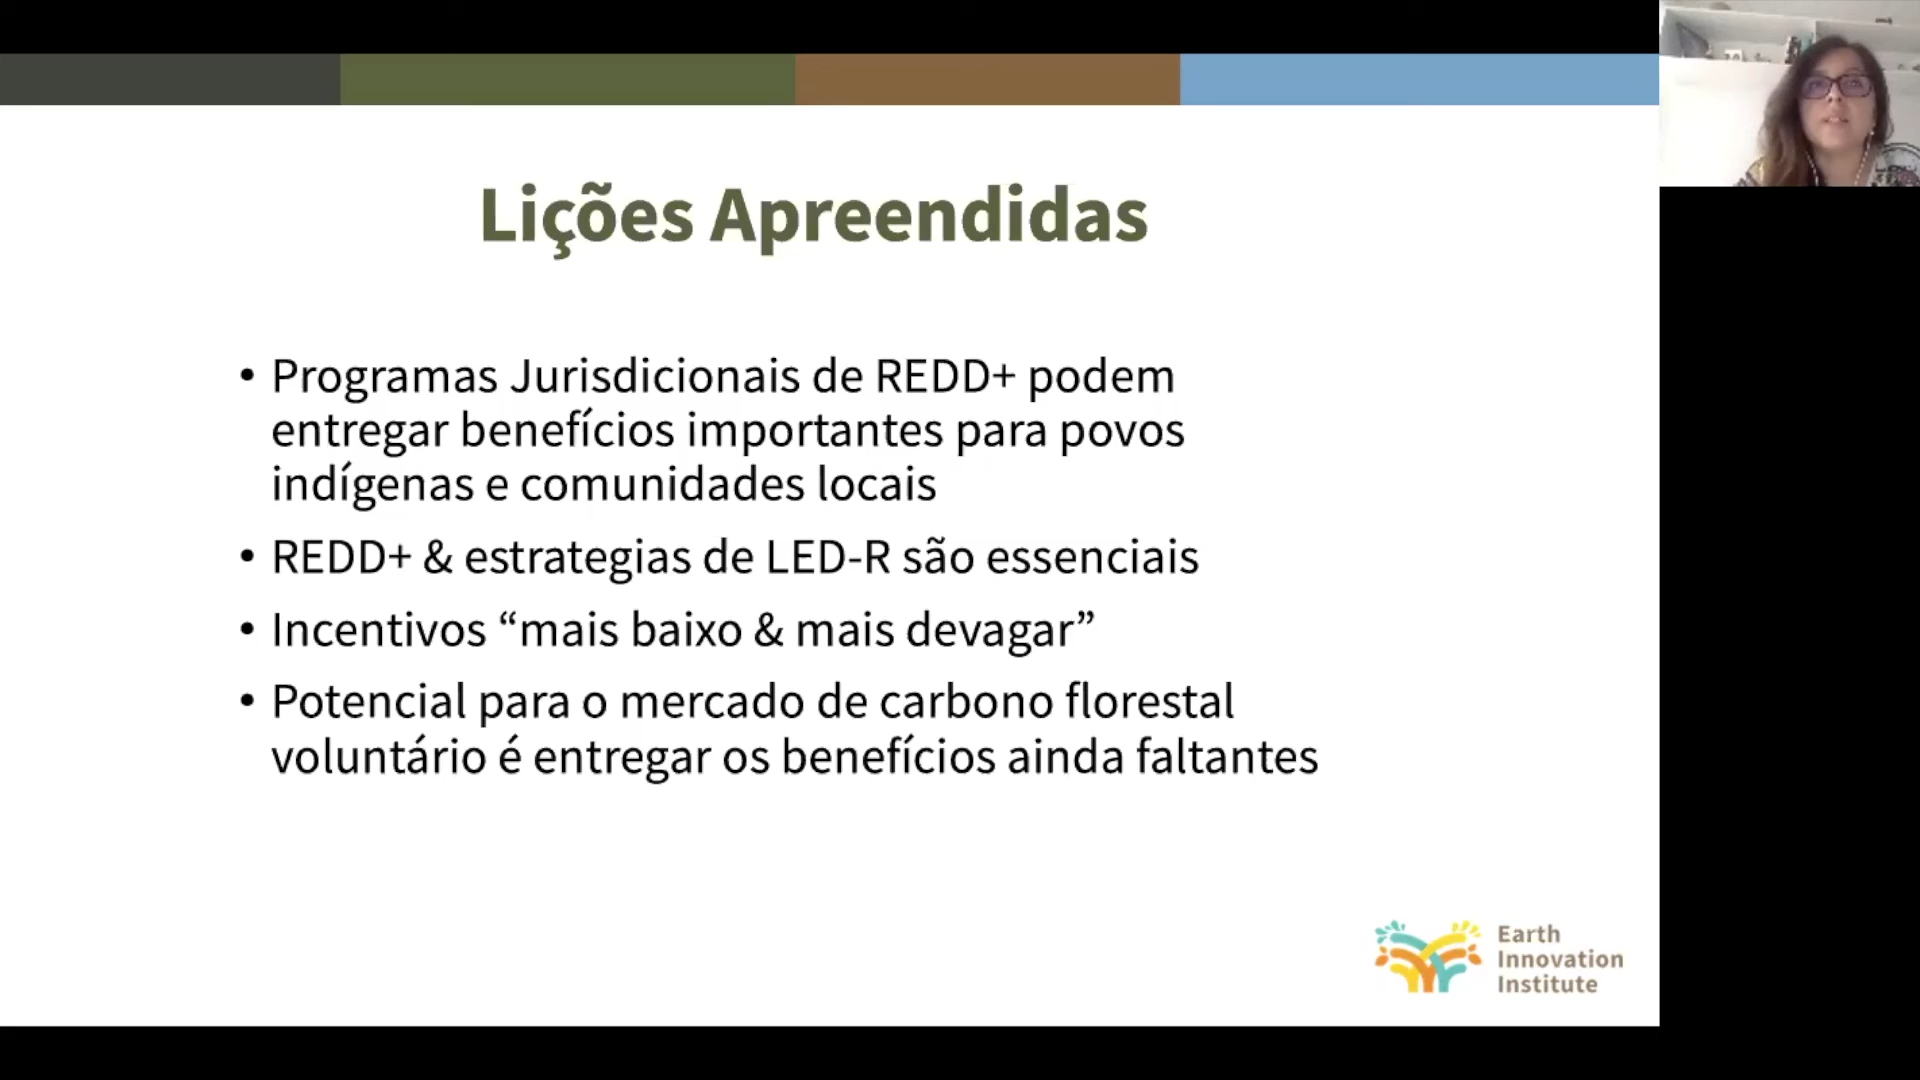 Lições Apreendidas
• Programas Jurisdicionais de REDD+ podem
entregar benefícios importantes para povos
indígenas e comunidades locais
• REDD+ & estrategias de LED-R são essenciais
• Incentivos “mais baixo & mais devagar”
• Potencial para o mercado de carbono florestal
voluntário é entregar os benefícios ainda faltantes
Earth
Innovation
Institute